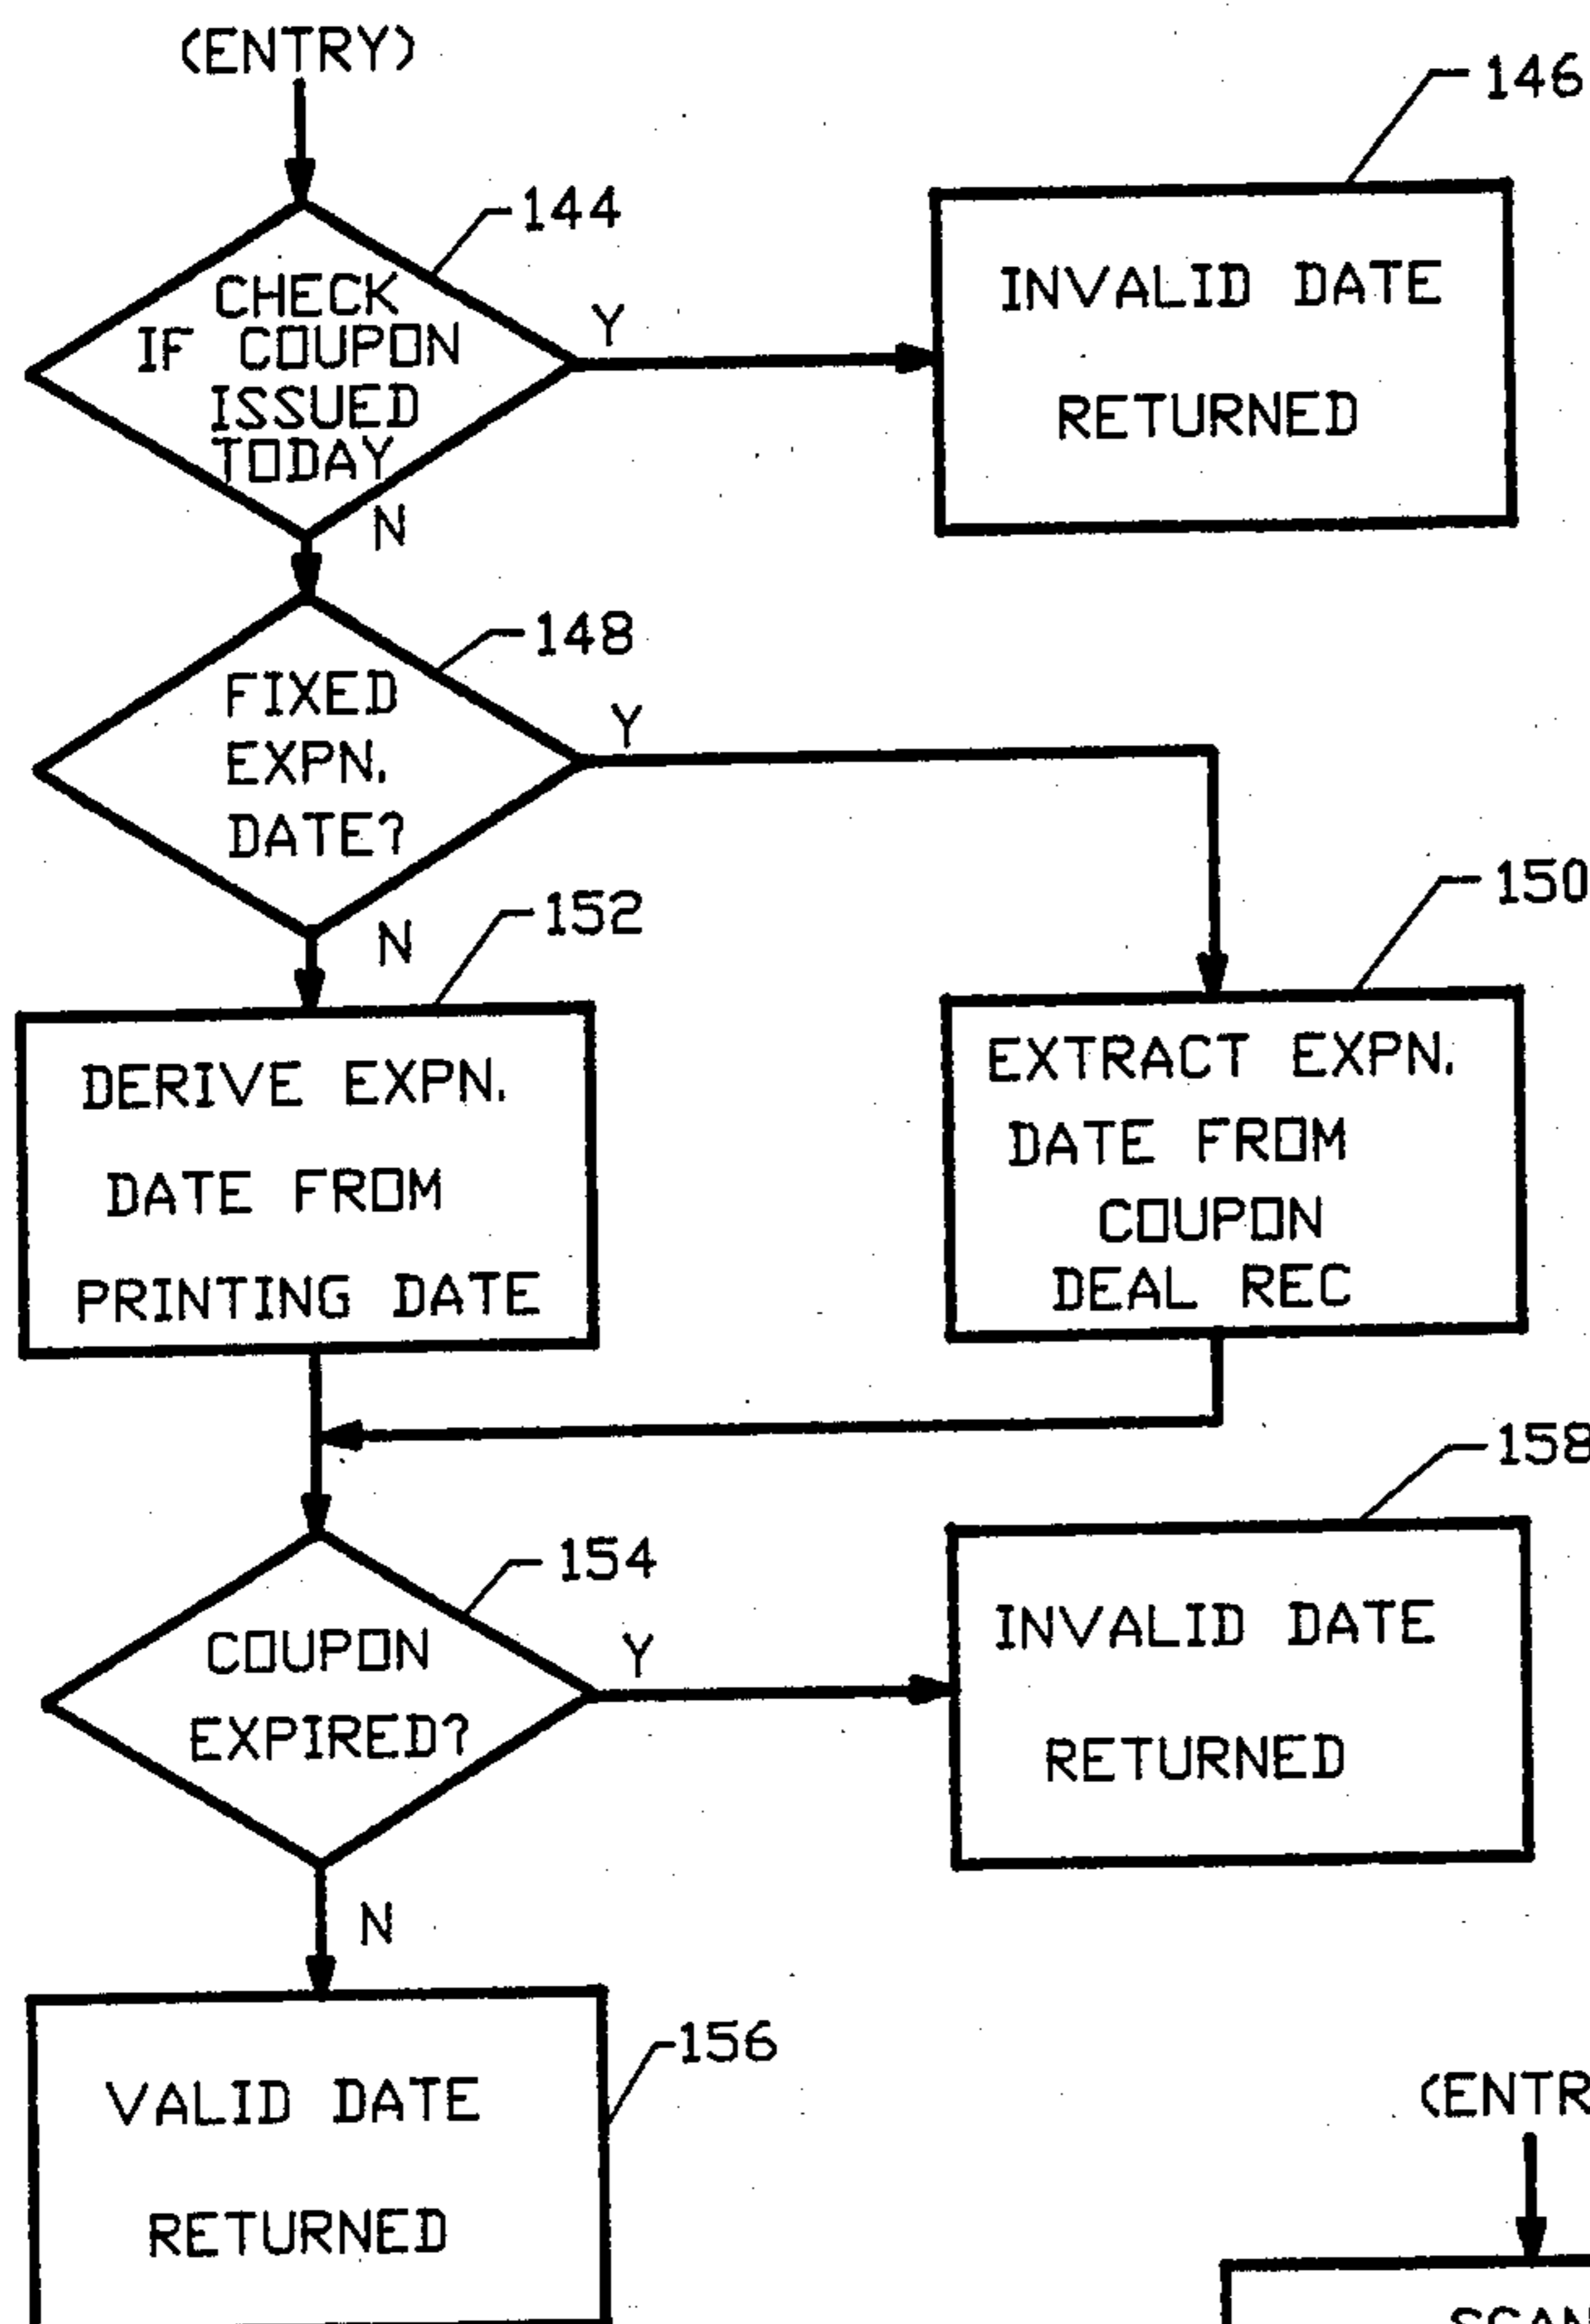 (ENTRY)
146
144
CHECK
IF COUPON
ISSUED
TODAY
Y
INVALID DATE
RETURNED
N
148
FIXED
EXPN.
DATE?
Y
N
152
150
DERIVE EXPN.
DATE FROM
PRINTING DATE
EXTRACT EXPN.
DATE FROM
COUPON
DEAL REC
158
154
COUPON
EXPIRED?
Y
INVALID DATE
RETURNED
N
156
VALID DATE
RETURNED
(ENTR